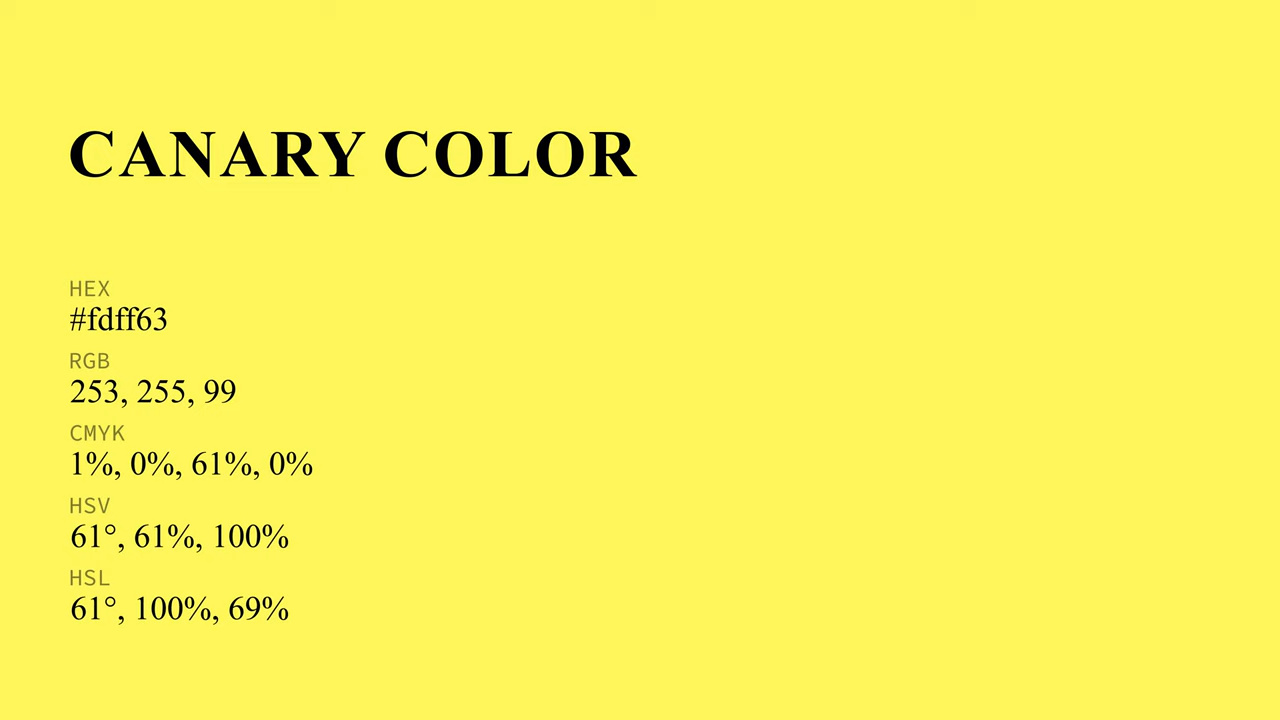 CANARY COLOR
HEX
#fdff63
RGB
253, 255, 99
CMYK
1%, 0%, 61%, 0%
HSV
61°, 61%, 100%
HSL
61°, 100%, 69%